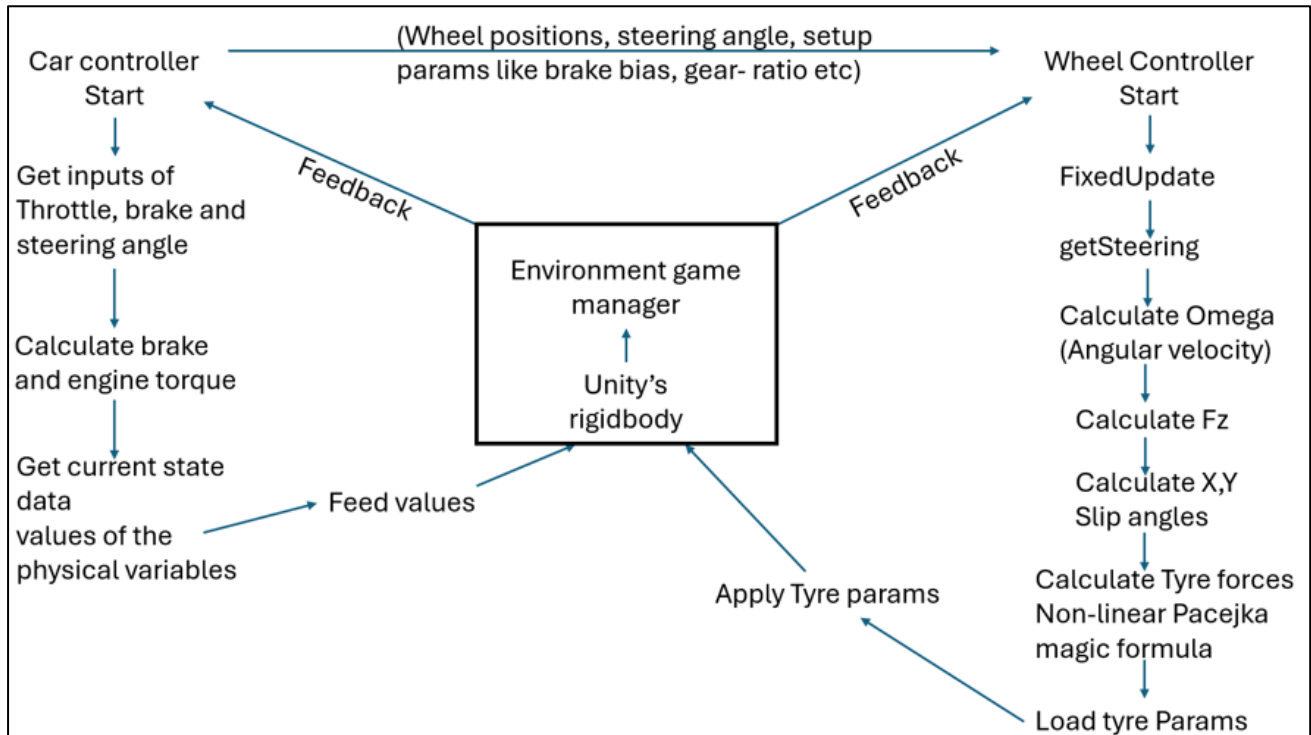 (Wheel positions, steering angle, setup
params like brake bias, gear- ratio etc)
Car controller
Start
Get inputs of
Throttle, brake and
steering angle
Calculate brake
and engine torque
Get current state
data
values of the
physical variables
Feed values
Feedback
Environment game
manager
Unity's
rigidbody
Feedback
Wheel Controller
Start
FixedUpdate
getSteering
Calculate Omega
(Angular velocity)
Calculate Fz
Calculate X,Y
Slip angles
Calculate Tyre forces
Non-linear Pacejka
magic formula
Load tyre Params
Apply Tyre params